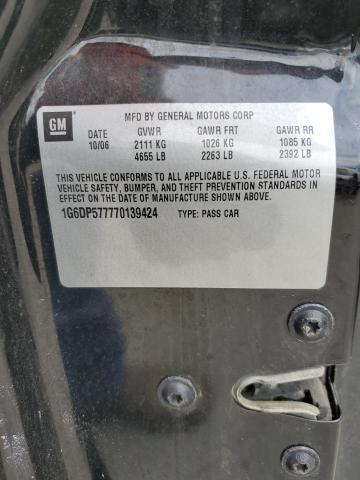 GM
MFD BY GENERAL MOTORS CORP
DATE GVWR GAWR FRT GAWR RR
10/06 2111 KG 1026 KG 1085 KG
4655 LB 2263 LB 2392 LB
THIS VEHICLE CONFORMS TO ALL APPLICABLE U.S. FEDERAL MOTOR
VEHICLE SAFETY, BUMPER, AND THEFT PREVENTION STANDARDS IN
EFFECT ON THE DATE OF MANUFACTURE SHOWN ABOVE.
1G6DP577770139424 TYPE: PASS CAR